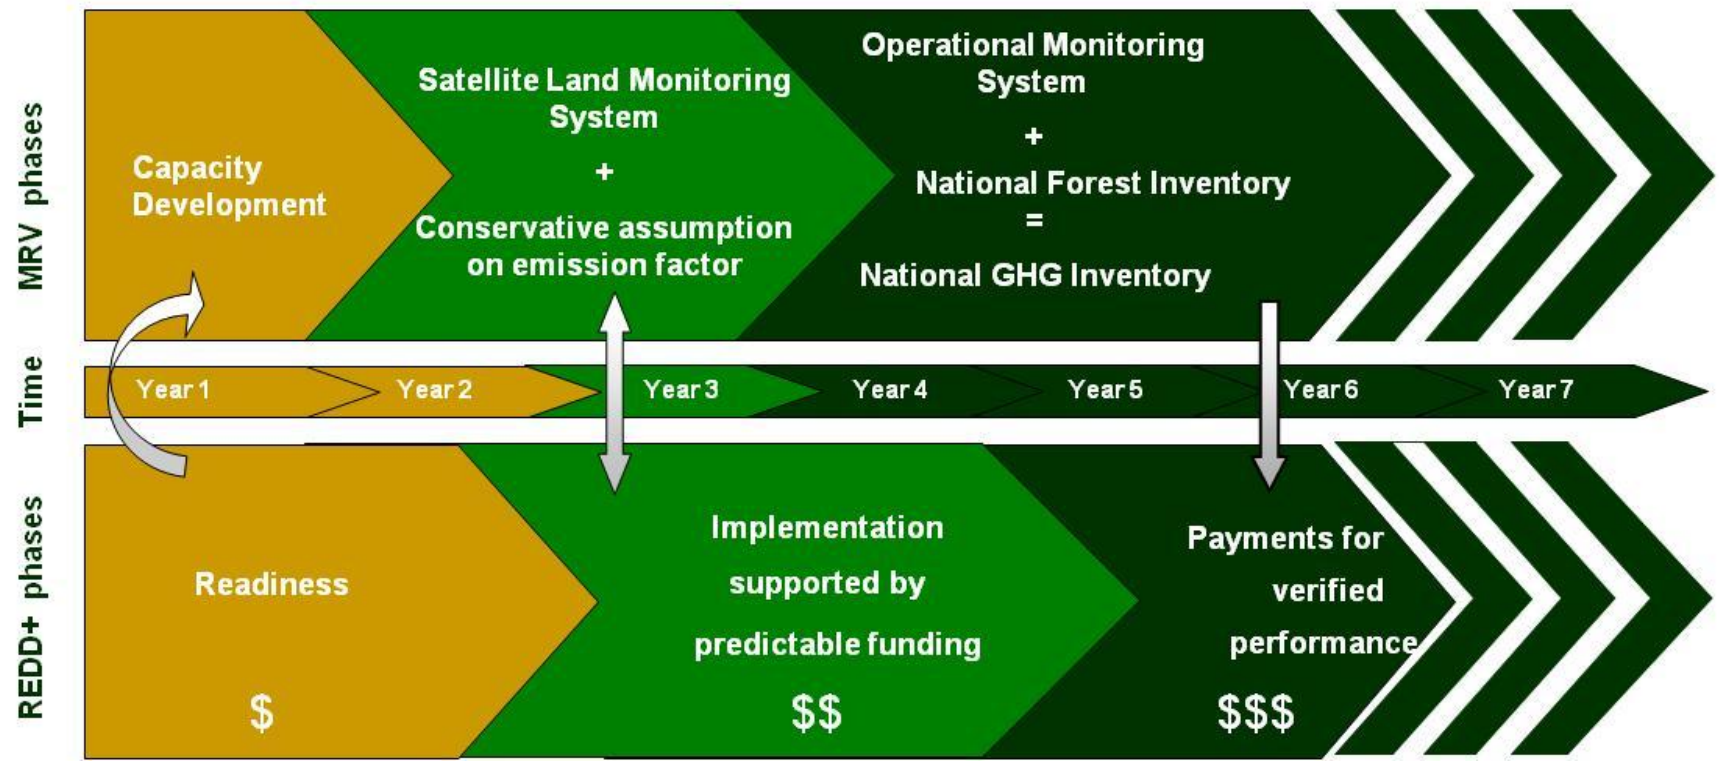 MRV phases
Capacity
Development
Satellite Land Monitoring
System
+
Conservative assumption
on emission factor
Operational Monitoring
System
+
National Forest Inventory
=
National GHG Inventory
Time
Year 1
Year 2
Year 3
Year 4
Year 5
Year 6
Year 7
REDD+ phases
Readiness
$
Implementation
supported by
predictable funding
$$
Payments for
verified
performance
$$$